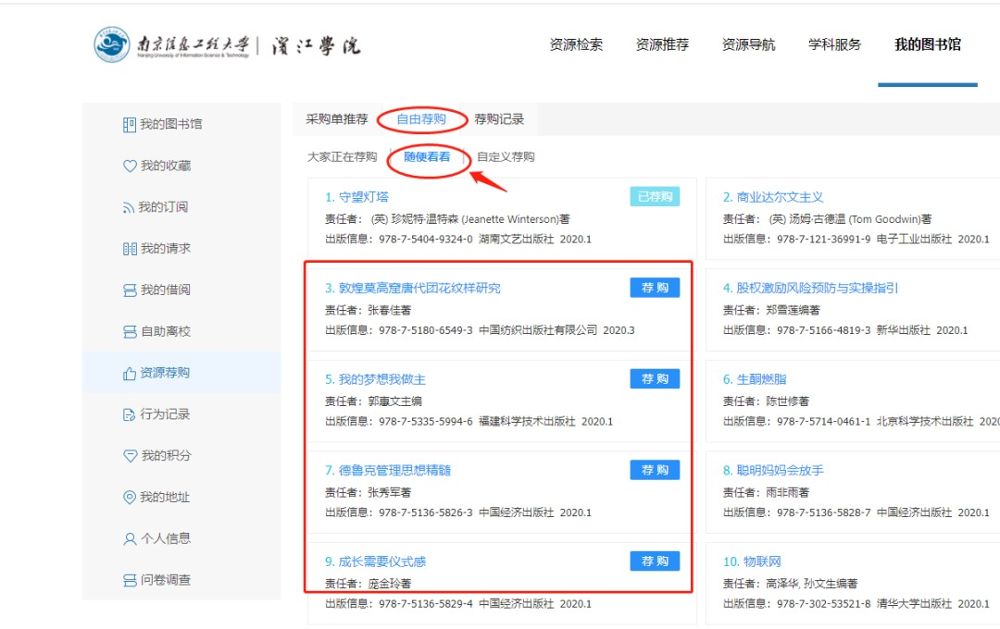 南京信息工程大学 | 滨江學院
Nanjing University of Information Science & Technology
资源检索 资源推荐 资源导航 学科服务 我的图书馆
我的图书馆
我的收藏
我的订阅
我的请求
我的借阅
自助离校
资源荐购
行为记录
我的积分
我的地址
个人信息
问卷调查
采购单推荐 自由荐购 荐购记录
大家正在荐购 | 随便看看 | 自定义荐购
1. 守望灯塔 已荐购
责任者： (英) 珍妮特·温特森 (Jeanette Winterson)著
出版信息：978-7-5404-9324-0 湖南文艺出版社 2020.1
2. 商业达尔文主义
责任者： (英) 汤姆·古德温 (Tom Goodwin)著
出版信息：978-7-121-36991-9 电子工业出版社 2020.1
3. 敦煌莫高窟唐代团花纹样研究 荐 购
责任者：张春佳著
出版信息：978-7-5180-6549-3 中国纺织出版社有限公司 2020.3
4. 股权激励风险预防与实操指引
责任者：郑雪莲编著
出版信息：978-7-5166-4819-3 新华出版社 2020.1
5. 我的梦想我做主 荐 购
责任者：郭惠文主编
出版信息：978-7-5335-5994-6 福建科学技术出版社 2020.1
6. 生酮燃脂
责任者：陈世修著
出版信息：978-7-5714-0461-1 北京科学技术出版社 202
7. 德鲁克管理思想精髓 荐 购
责任者：张秀军著
出版信息：978-7-5136-5826-3 中国经济出版社 2020.1
8. 聪明妈妈会放手
责任者：雨非雨著
出版信息：978-7-5136-5828-7 中国经济出版社 2020.1
9. 成长需要仪式感 荐 购
责任者：庞金玲著
出版信息：978-7-5136-5829-4 中国经济出版社 2020.1
10. 物联网
责任者：高泽华, 孙文生编著
出版信息：978-7-302-53521-8 清华大学出版社 2020.1